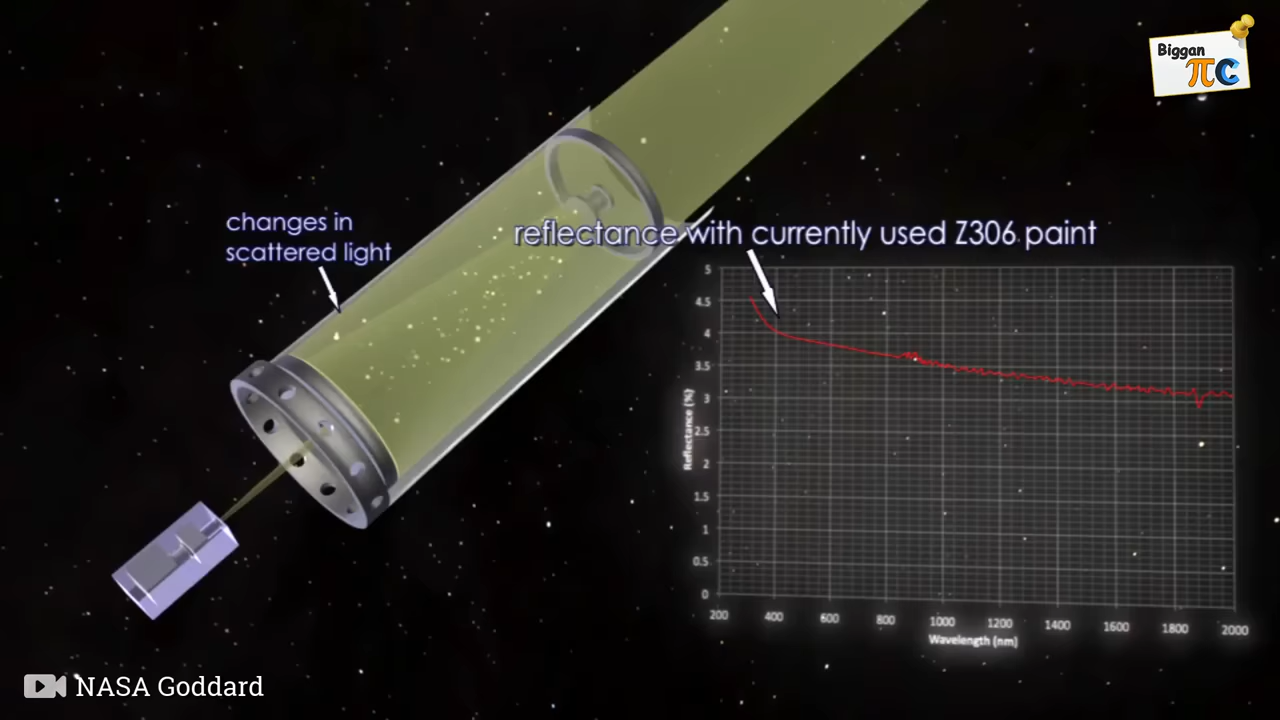 Biggan
πC
changes in
scattered light
reflectance with currently used Z306 paint
5
4.5
4
3.5
3
2.5
2
1.5
1
0.5
0
Reflectance (%)
200 400 600 800 1000 1200 1400 1600 1800 2000
Wavelength (nm)
NASA Goddard